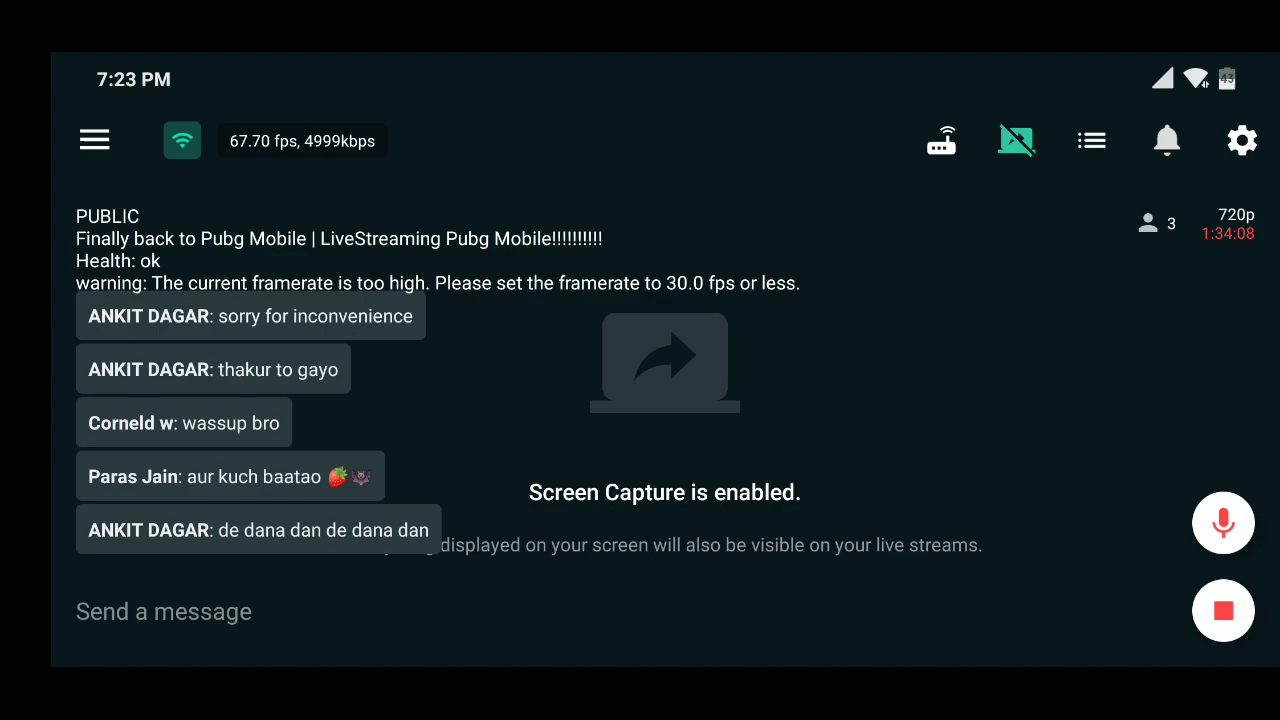 7:23 PM
43
67.70 fps, 4999kbps
PUBLIC
Finally back to Pubg Mobile | LiveStreaming Pubg Mobile!!!!!!!!!!
Health: ok
warning: The current framerate is too high. Please set the framerate to 30.0 fps or less.
3
720p
1:34:08
ANKIT DAGAR: sorry for inconvenience
ANKIT DAGAR: thakur to gayo
Corneld w: wassup bro
Paras Jain: aur kuch baatao 🍓🦇
ANKIT DAGAR: de dana dan de dana dan
Screen Capture is enabled.
displayed on your screen will also be visible on your live streams.
Send a message